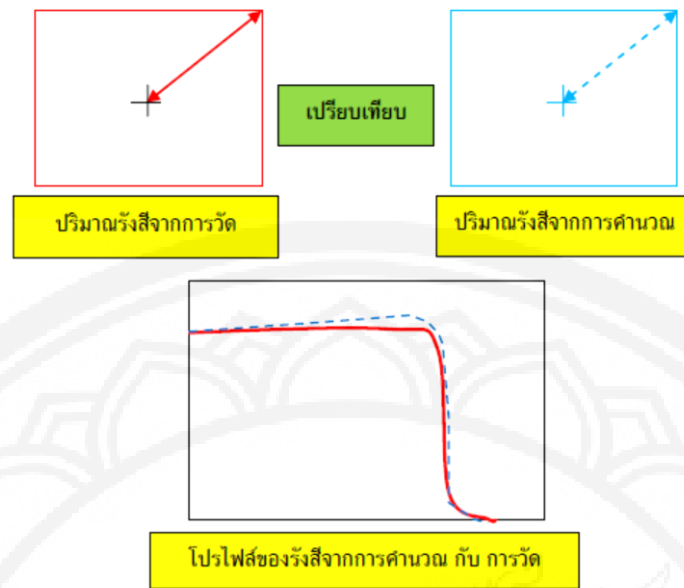 เปรียบเทียบ
ปริมาณรังสีจากการวัด
ปริมาณรังสีจากการคำนวณ
โปรไฟล์ของรังสีจากการคำนวณ กับ การวัด